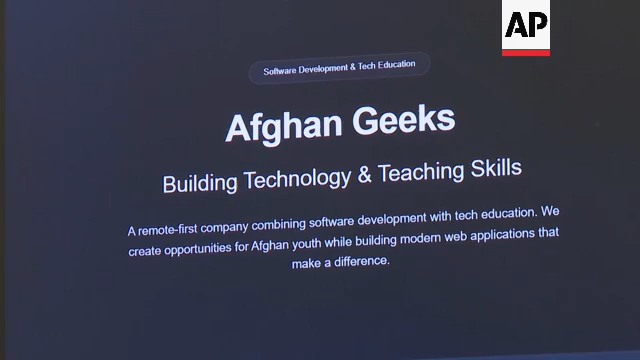 AP
Software Development & Tech Education
Afghan Geeks
Building Technology & Teaching Skills
A remote-first company combining software development with tech education. We
create opportunities for Afghan youth while building modern web applications that
make a difference.